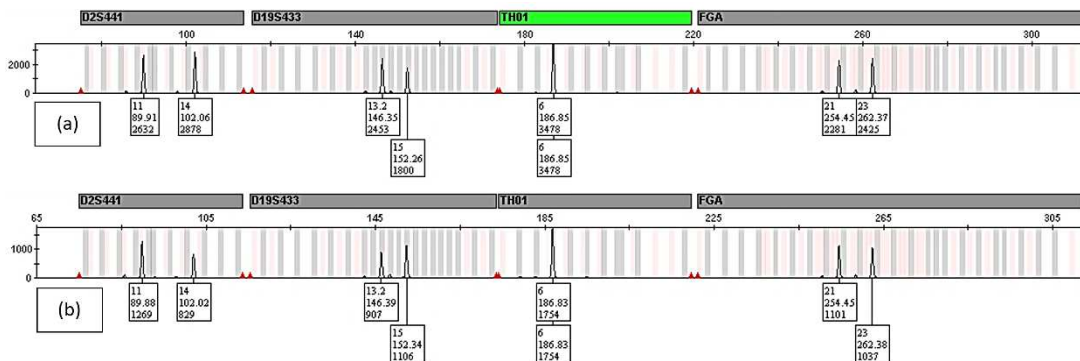 D2S441 D19S433 TH01 FGA
100 140 180 220 260 300
2000
0
(a)
11 14 13.2 6 21 23
89.91 102.06 146.35 186.85 254.45 262.37
2632 2878 2453 3478 2281 2425
15 6
152.26 186.85
1800 3478
D2S441 D19S433 TH01 FGA
65 105 145 185 225 265 305
1000
0
(b)
11 14 13.2 6 21
89.88 102.02 146.39 186.83 254.45
1269 829 907 1754 1101
15 6 23
152.34 186.83 262.38
1106 1754 1037